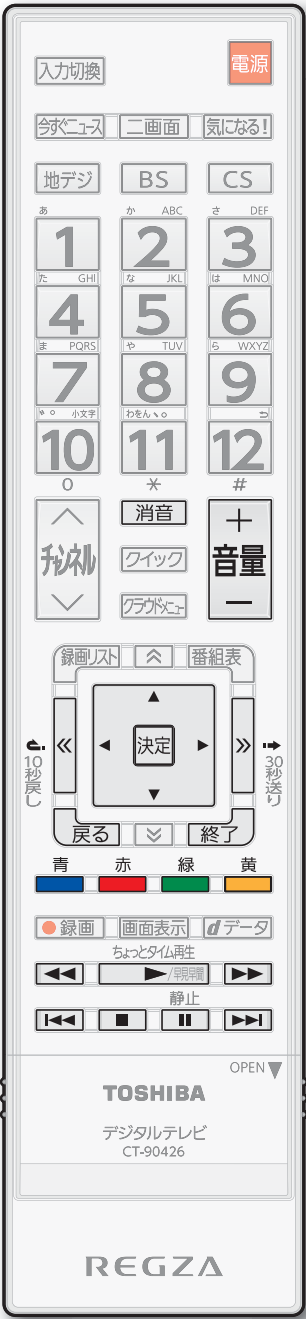 入力切換
電源
今すぐニュース 二画面 気になる!
地デジ BS CS
あ か ABC さ DEF
1 2 3
た GHI な JKL は MNO
4 5 6
ま PQRS や TUV ら WXYZ
7 8 9
゛゜ 小文字 わをん、。
10 11 12
0 * #
消音 +
チャンネル クイック 音量
クラウドメニュー −
録画リスト 番組表
決定
10秒戻し 30秒送り
戻る 終了
青 赤 緑 黄
録画 画面表示 dデータ
ちょっとタイム再生
/早見早聞
静止
OPEN
TOSHIBA
デジタルテレビ
CT-90426
REGZA